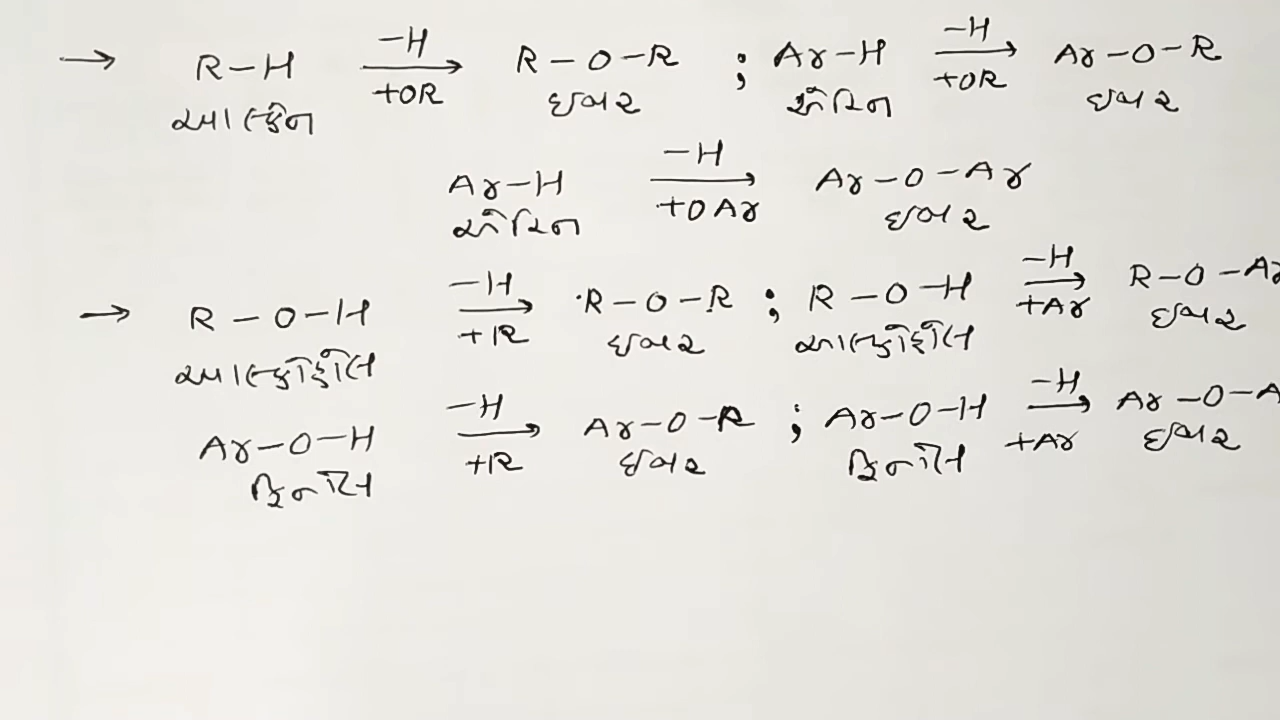 → R-H -H→ +OR R-O-R ; Ar-H -H→ +OR Ar-O-R
આલ્કેન ઈથર એરિન ઈથર
Ar-H -H→ +OAr Ar-O-Ar
એરિન ઈથર
→ R-O-H -H→ +R R-O-R ; R-O-H -H→ +Ar R-O-Ar
આલ્કોહોલ ઈથર આલ્કોહોલ ઈથર
Ar-O-H -H→ +R Ar-O-R ; Ar-O-H -H→ +Ar Ar-O-A
ફિનોલ ઈથર ફિનોલ ઈથર